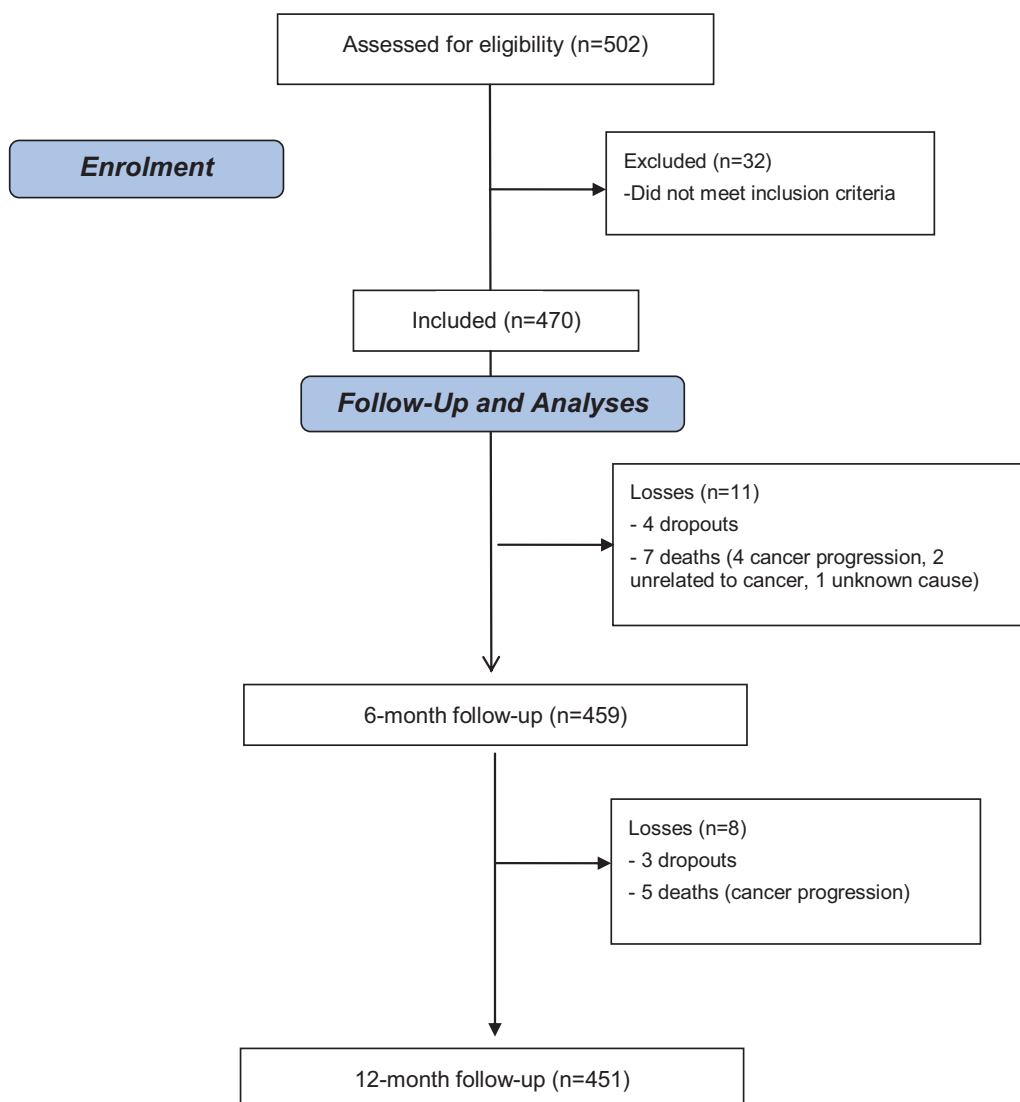 Assessed for eligibility (n=502)
Enrolment
Excluded (n=32)
-Did not meet inclusion criteria
Included (n=470)
Follow-Up and Analyses
Losses (n=11)
- 4 dropouts
- 7 deaths (4 cancer progression, 2
unrelated to cancer, 1 unknown cause)
6-month follow-up (n=459)
Losses (n=8)
- 3 dropouts
- 5 deaths (cancer progression)
12-month follow-up (n=451)